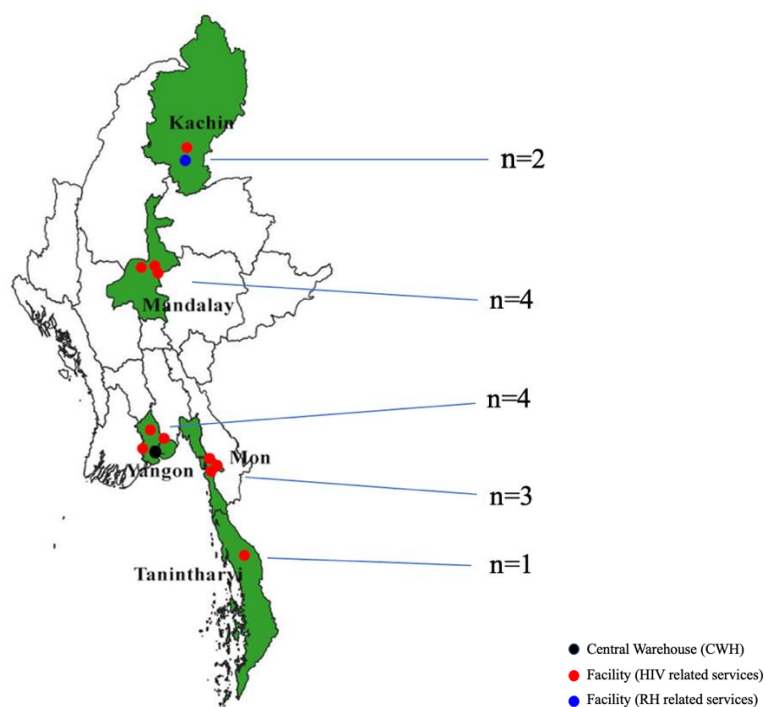 Kachin
n=2
Mandalay
n=4
n=4
Yangon
Mon
n=3
Tanintharyi
n=1
Central Warehouse (CWH)
Facility (HIV related services)
Facility (RH related services)